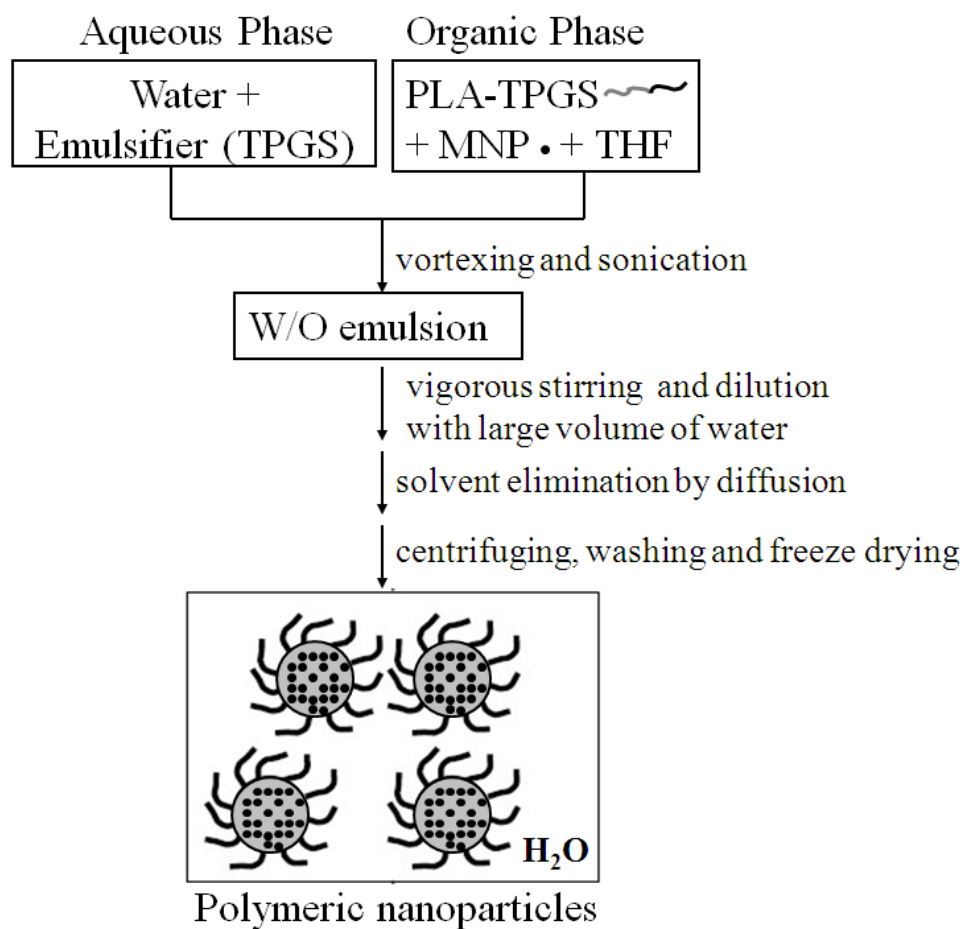 Aqueous Phase
Organic Phase
Water +
Emulsifier (TPGS)
PLA-TPGS
+ MNP • + THF
vortexing and sonication
W/O emulsion
vigorous stirring and dilution
with large volume of water
solvent elimination by diffusion
centrifuging, washing and freeze drying
H₂O
Polymeric nanoparticles